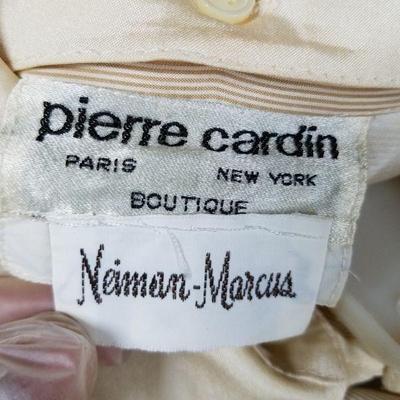 pierre cardin
PARIS NEW YORK
BOUTIQUE
Neiman-Marcus